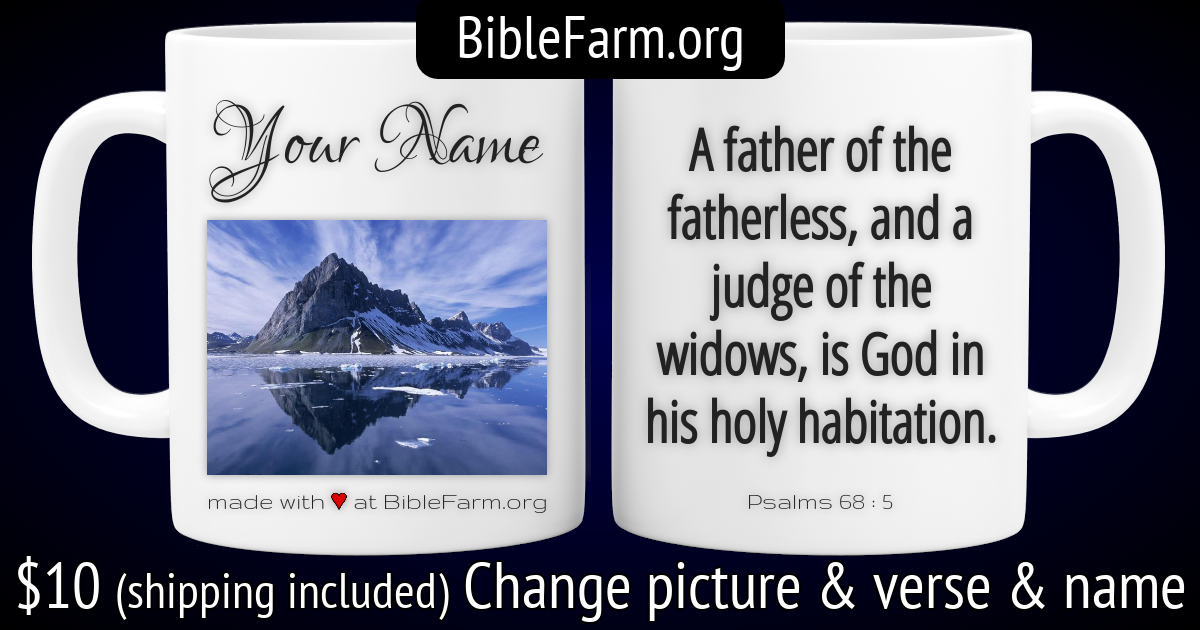 BibleFarm.org
Your Name
made with ♥ at BibleFarm.org
A father of the
fatherless, and a
judge of the
widows, is God in
his holy habitation.
Psalms 68 : 5
$10 (shipping included) Change picture & verse & name